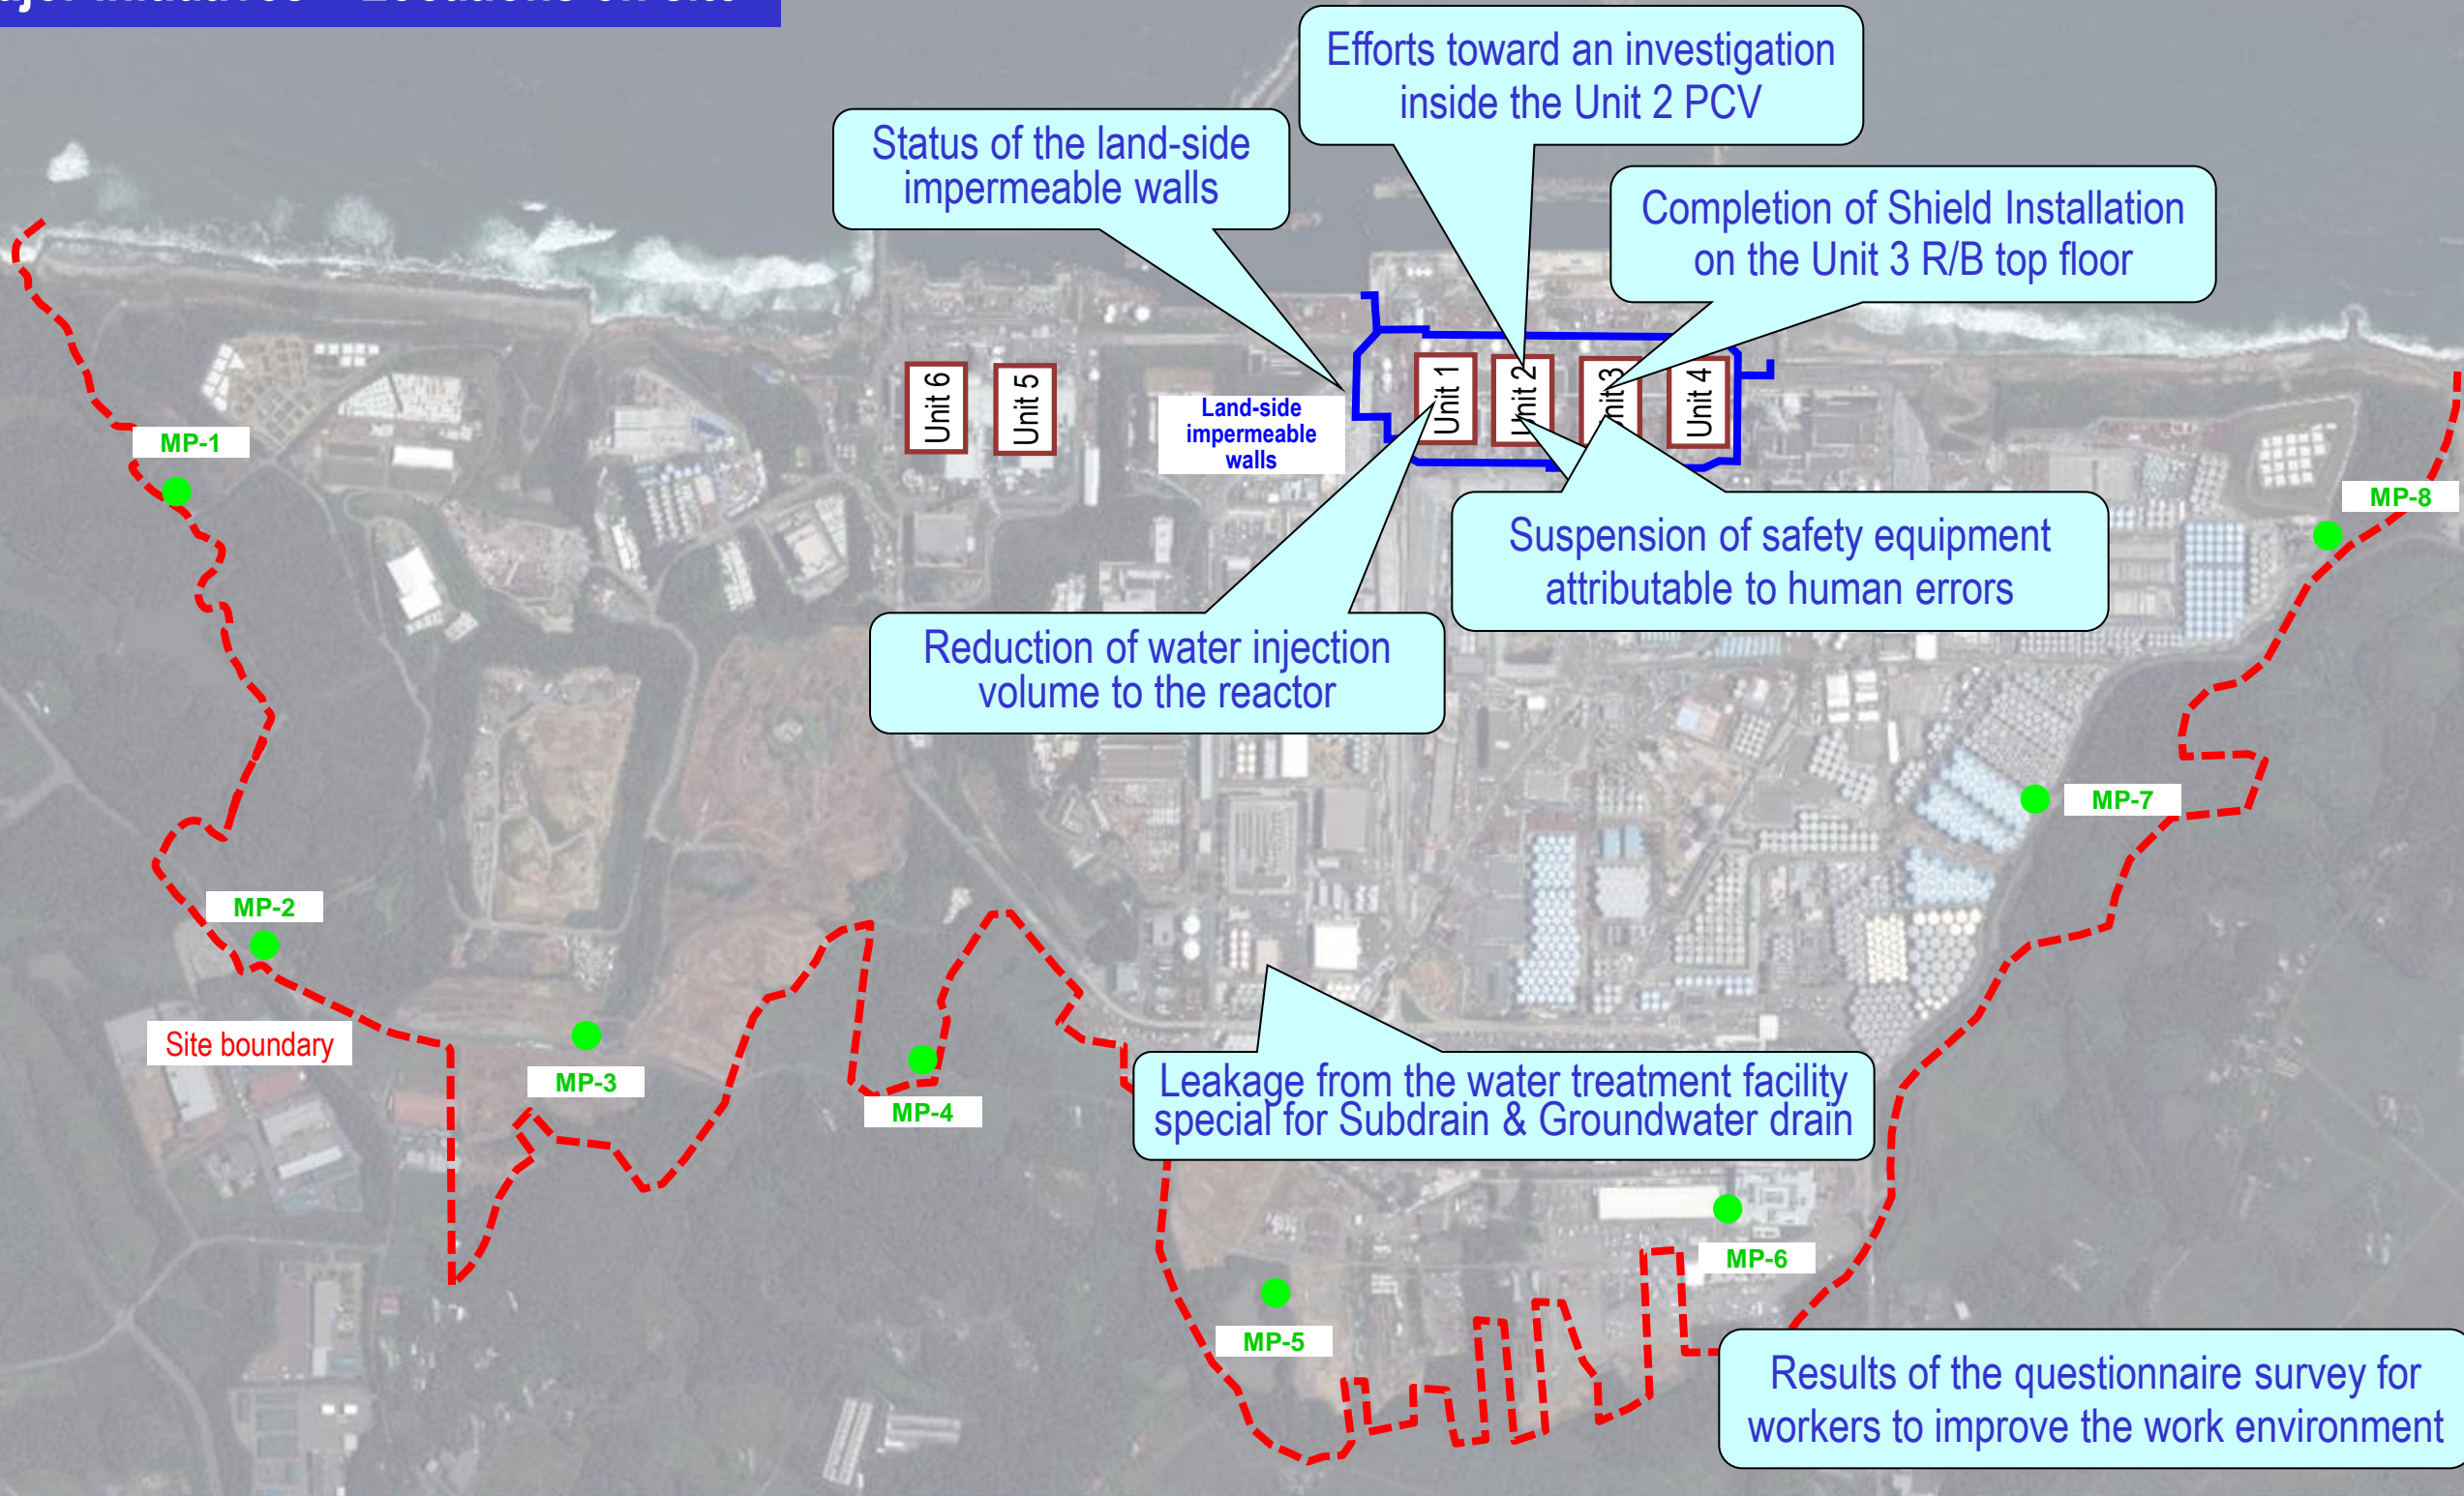 Efforts toward an investigation
inside the Unit 2 PCV
Status of the land-side
impermeable walls
Completion of Shield Installation
on the Unit 3 R/B top floor
Unit 6
Unit 5
Unit 1
Unit 2
Unit 3
Unit 4
Land-side
impermeable
walls
MP-1
MP-8
Suspension of safety equipment
attributable to human errors
Reduction of water injection
volume to the reactor
MP-7
MP-2
Site boundary
MP-3
MP-4
Leakage from the water treatment facility
special for Subdrain & Groundwater drain
MP-6
MP-5
Results of the questionnaire survey for
workers to improve the work environment